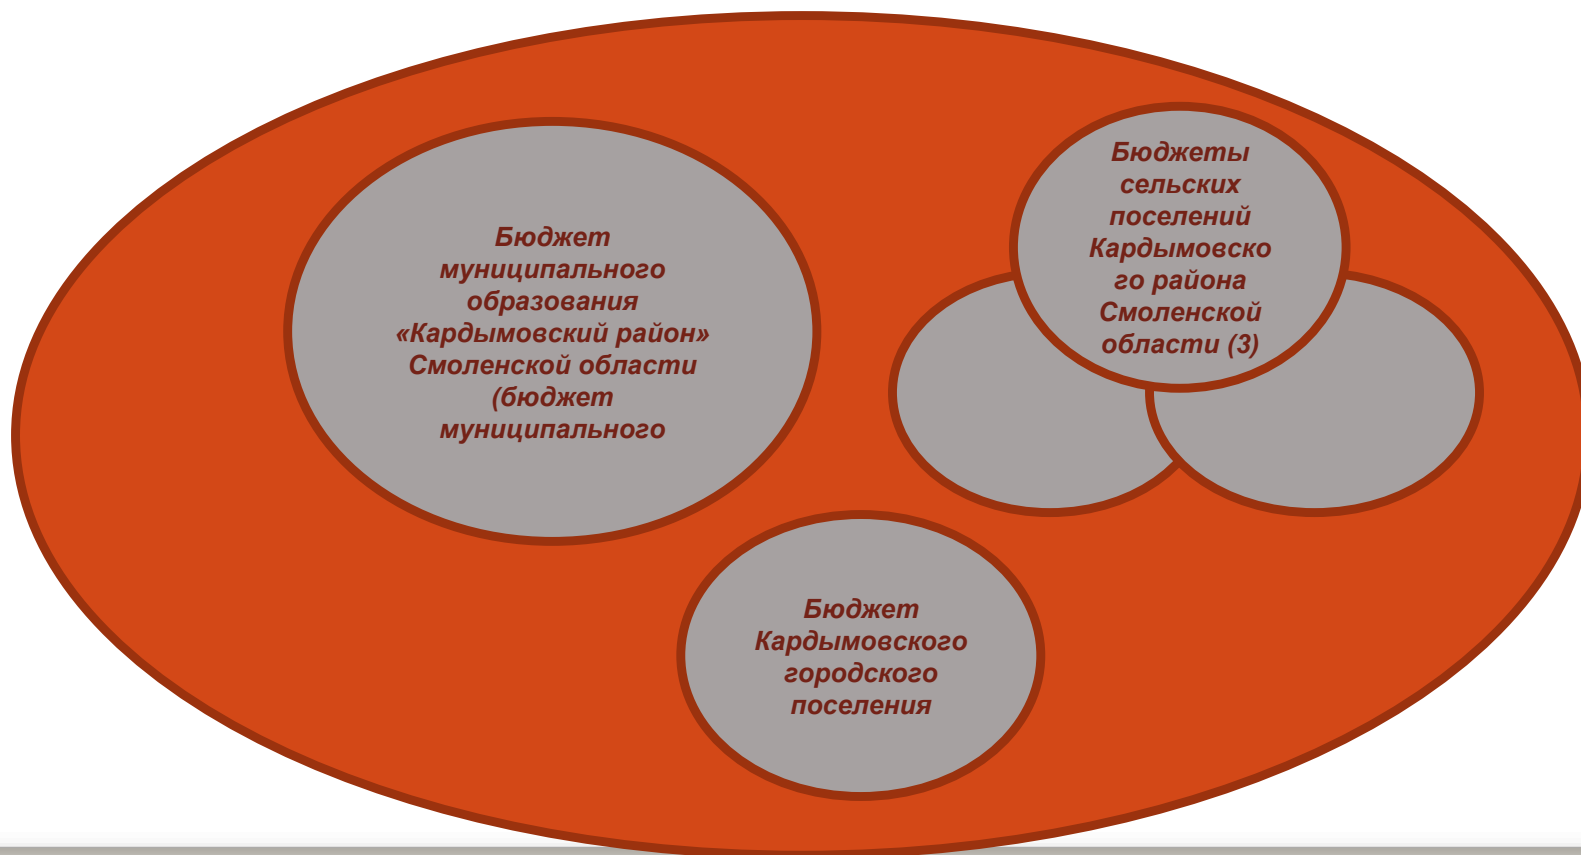 Бюджет
муниципального
образования
«Кардымовский район»
Смоленской области
(бюджет
муниципального
Бюджеты
сельских
поселений
Кардымовско
го района
Смоленской
области (3)
Бюджет
Кардымовского
городского
поселения